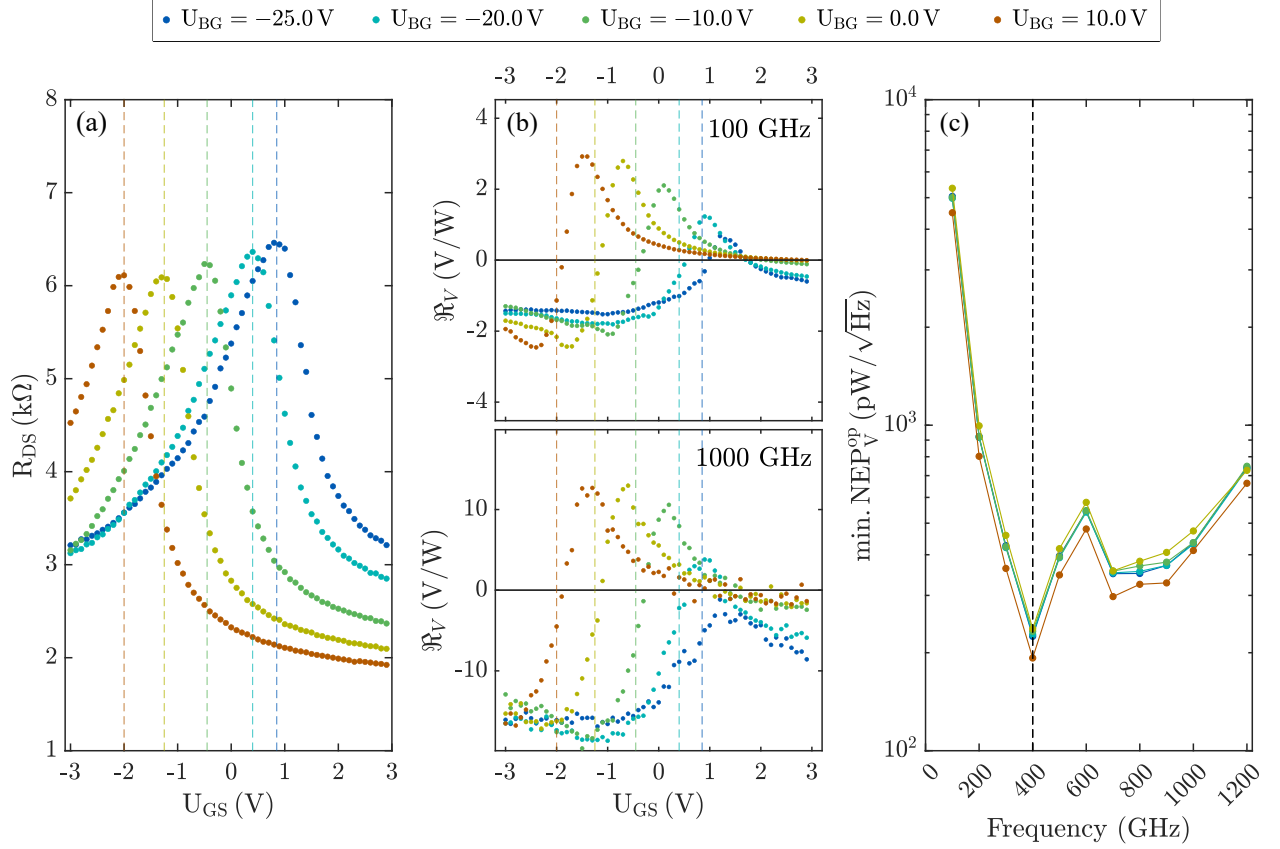 U_BG = −25.0 V U_BG = −20.0 V U_BG = −10.0 V U_BG = 0.0 V U_BG = 10.0 V
(a)
8
7
6
5
4
3
2
1
R_DS (kΩ)
-3 -2 -1 0 1 2 3
U_GS (V)
-3 -2 -1 0 1 2 3
(b)
100 GHz
4
2
0
-2
-4
ℜ_V (V/W)
1000 GHz
10
0
-10
ℜ_V (V/W)
-3 -2 -1 0 1 2 3
U_GS (V)
(c)
10^4
10^3
10^2
min. NEP_V^op (pW/√Hz)
0 200 400 600 800 1000 1200
Frequency (GHz)